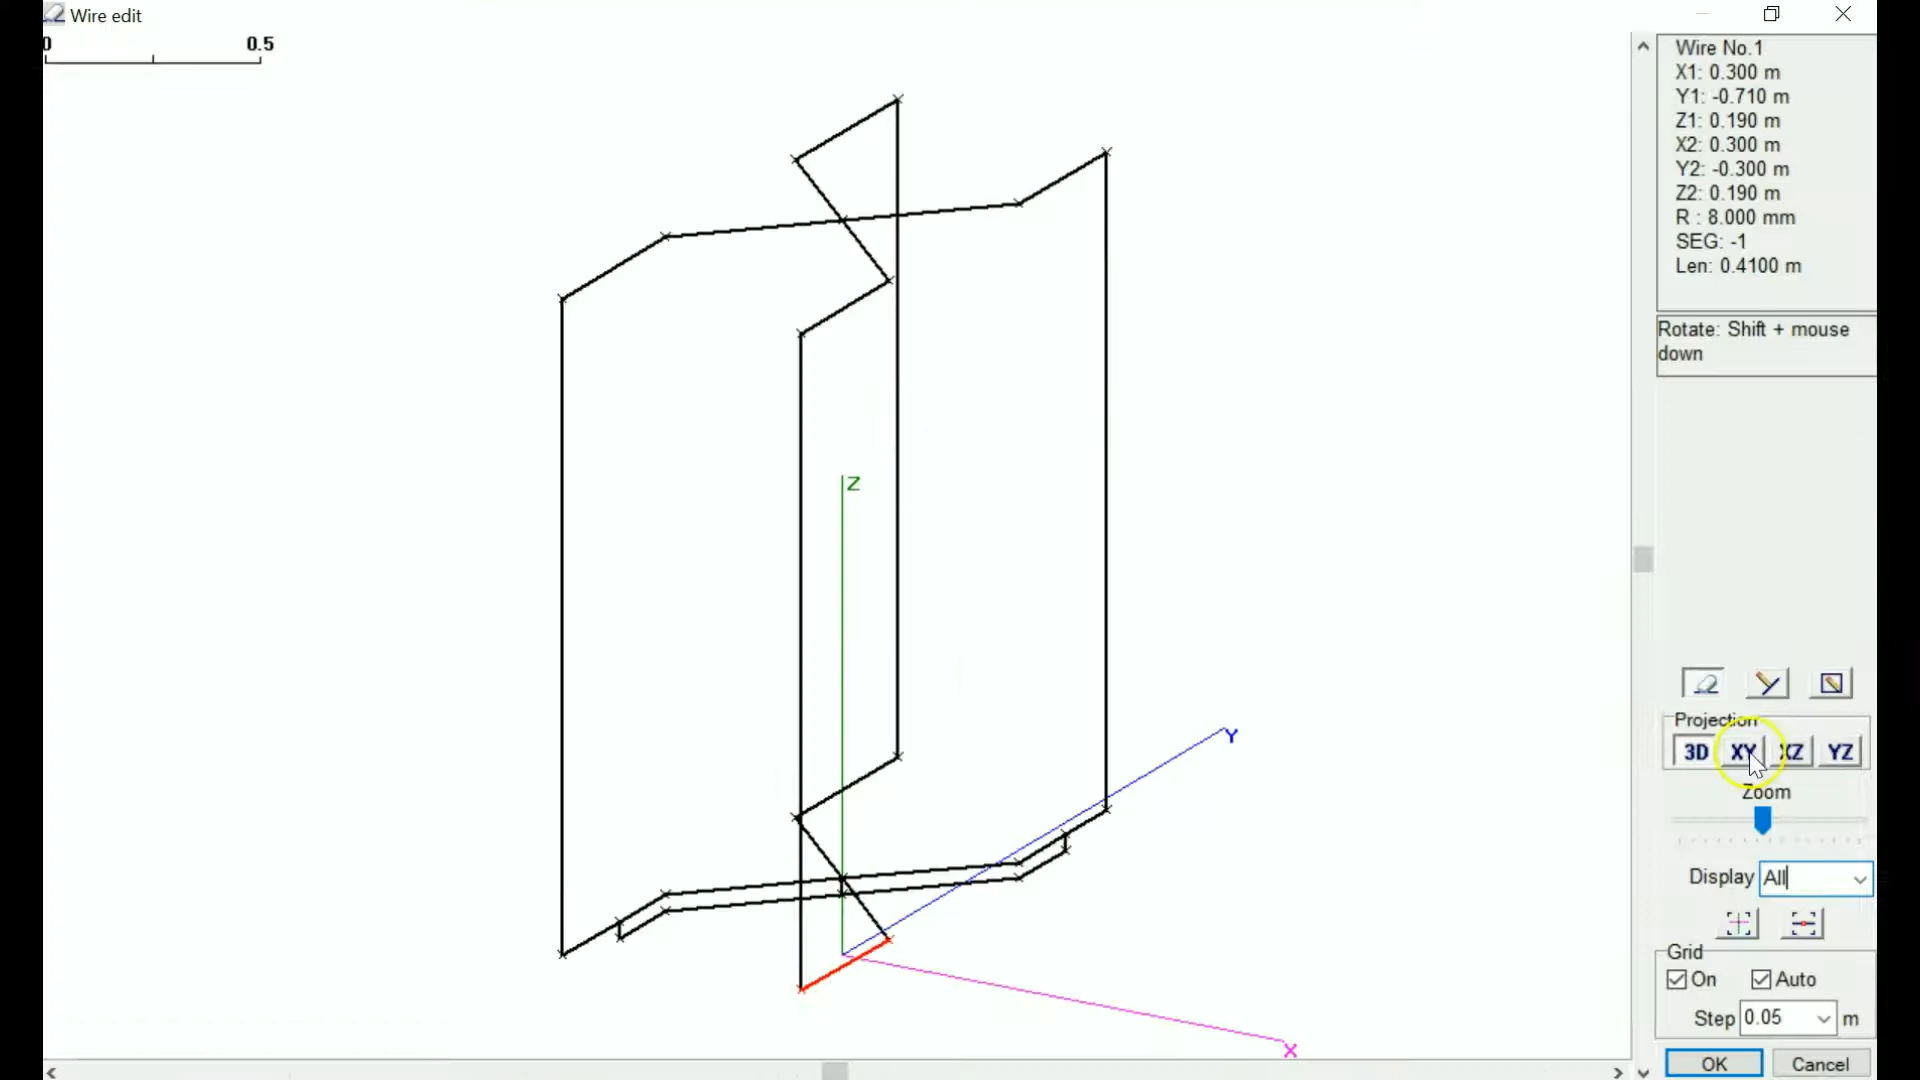 Wire edit
0 0.5
Wire No.1
X1: 0.300 m
Y1: -0.710 m
Z1: 0.190 m
X2: 0.300 m
Y2: -0.300 m
Z2: 0.190 m
R : 8.000 mm
SEG: -1
Len: 0.4100 m
Rotate: Shift + mouse
down
Z
Y
X
Projection
3D XY XZ YZ
Zoom
Display All
Grid
On Auto
Step 0.05 m
OK Cancel